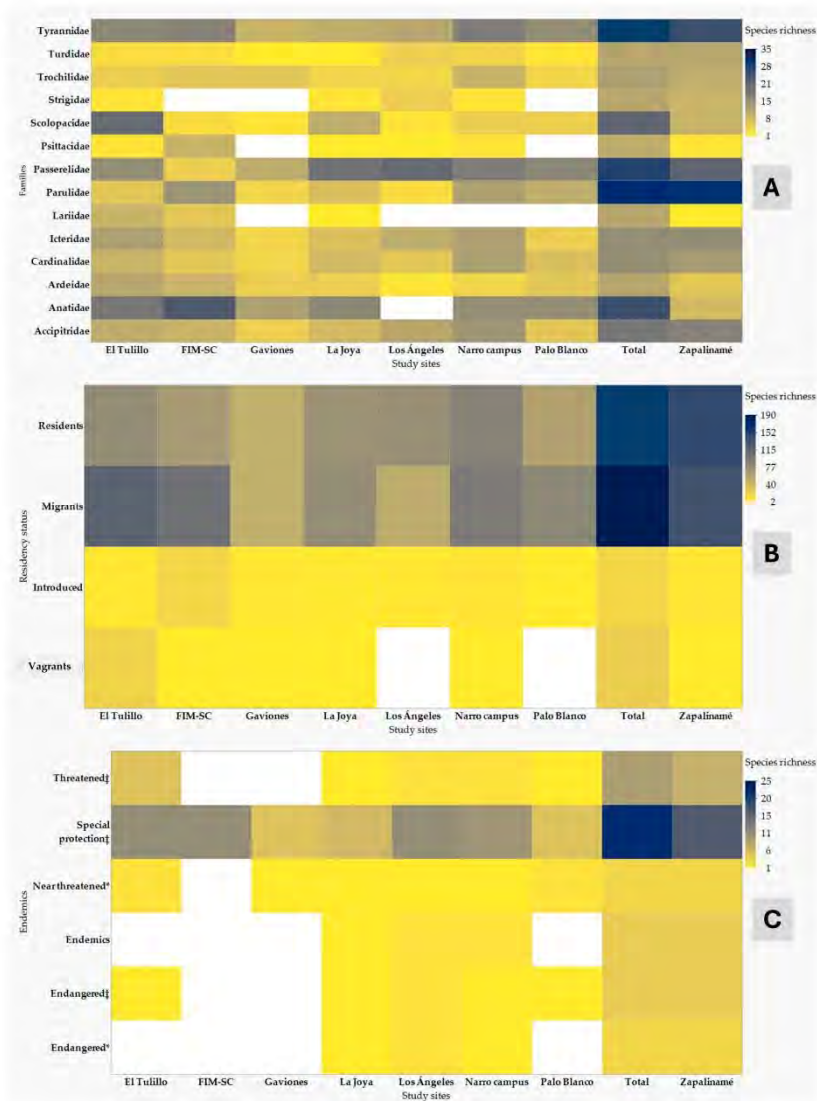 Species richness
Tyrannidae
Turdidae
Trochilidae
Strigidae
Scolopacidae
Psittacidae
Passerelidae
Parulidae
Lariidae
Icteridae
Cardinalidae
Ardeidae
Anatidae
Accipitridae
Families
35
28
21
15
8
1
A
El Tulillo FIM-SC Gaviones La Joya Los Ángeles Narro campus Palo Blanco Total Zapalinamé
Study sites
Species richness
Residents
Migrants
Introduced
Vagrants
Residency status
190
152
115
77
40
2
B
El Tulillo FIM-SC Gaviones La Joya Los Ángeles Narro campus Palo Blanco Total Zapalinamé
Study sites
Species richness
Threatened‡
Special
protection‡
Near threatened*
Endemics
Endangered‡
Endangered*
Endemics
25
20
15
11
6
1
C
El Tulillo FIM-SC Gaviones La Joya Los Ángeles Narro campus Palo Blanco Total Zapalinamé
Study sites